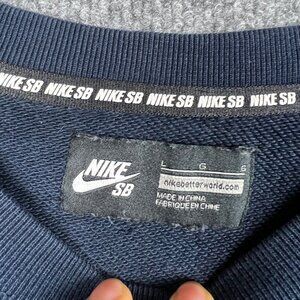 NIKE SB NIKE SB NIKE SB NIKE SB NIKE SB
NIKE
SB
L G G
nikebetterworld.com
MADE IN CHINA
FABRIQUÉ EN CHINE